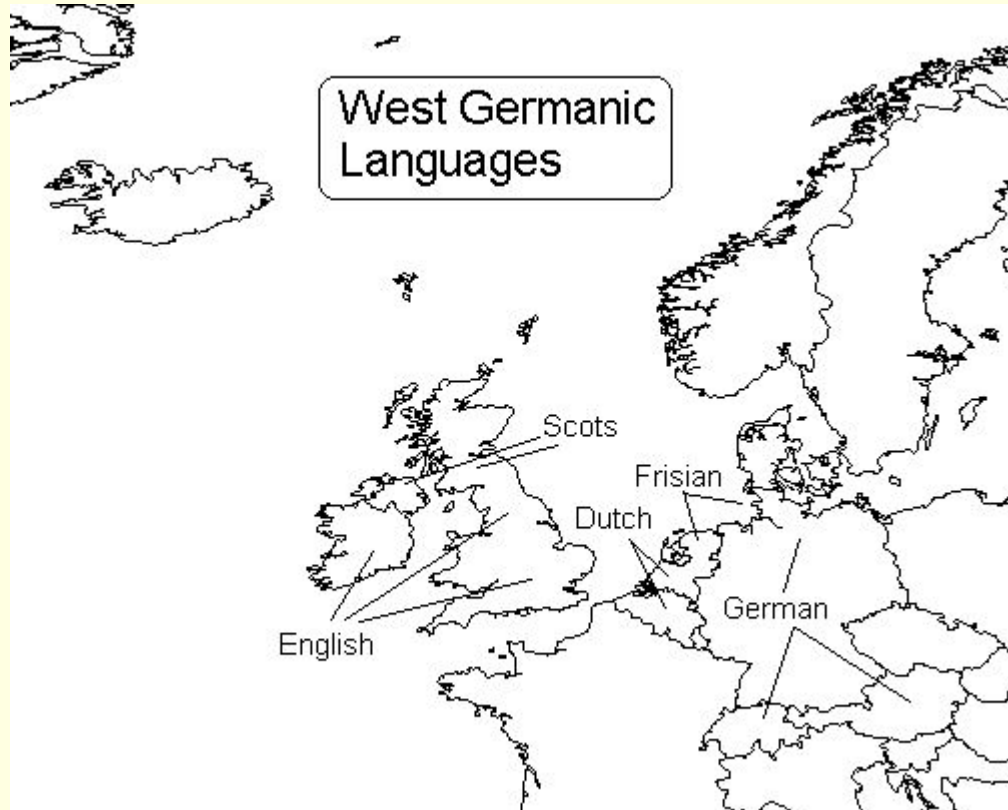 West Germanic
Languages
Scots
Frisian
Dutch
German
English